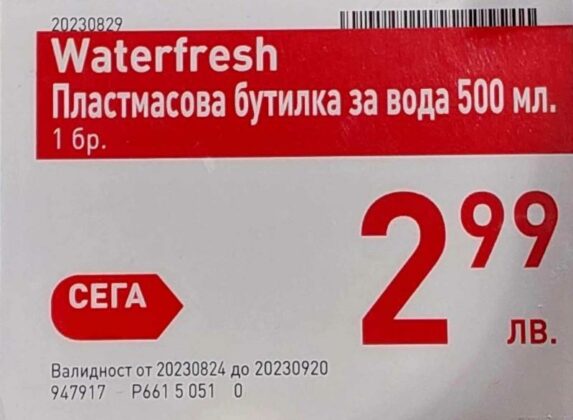 20230829
Waterfresh
Пластмасова бутилка за вода 500 мл.
1 бр.
2 99
СЕГА
лв.
Валидност от 20230824 до 20230920
947917 P661 5 051 0